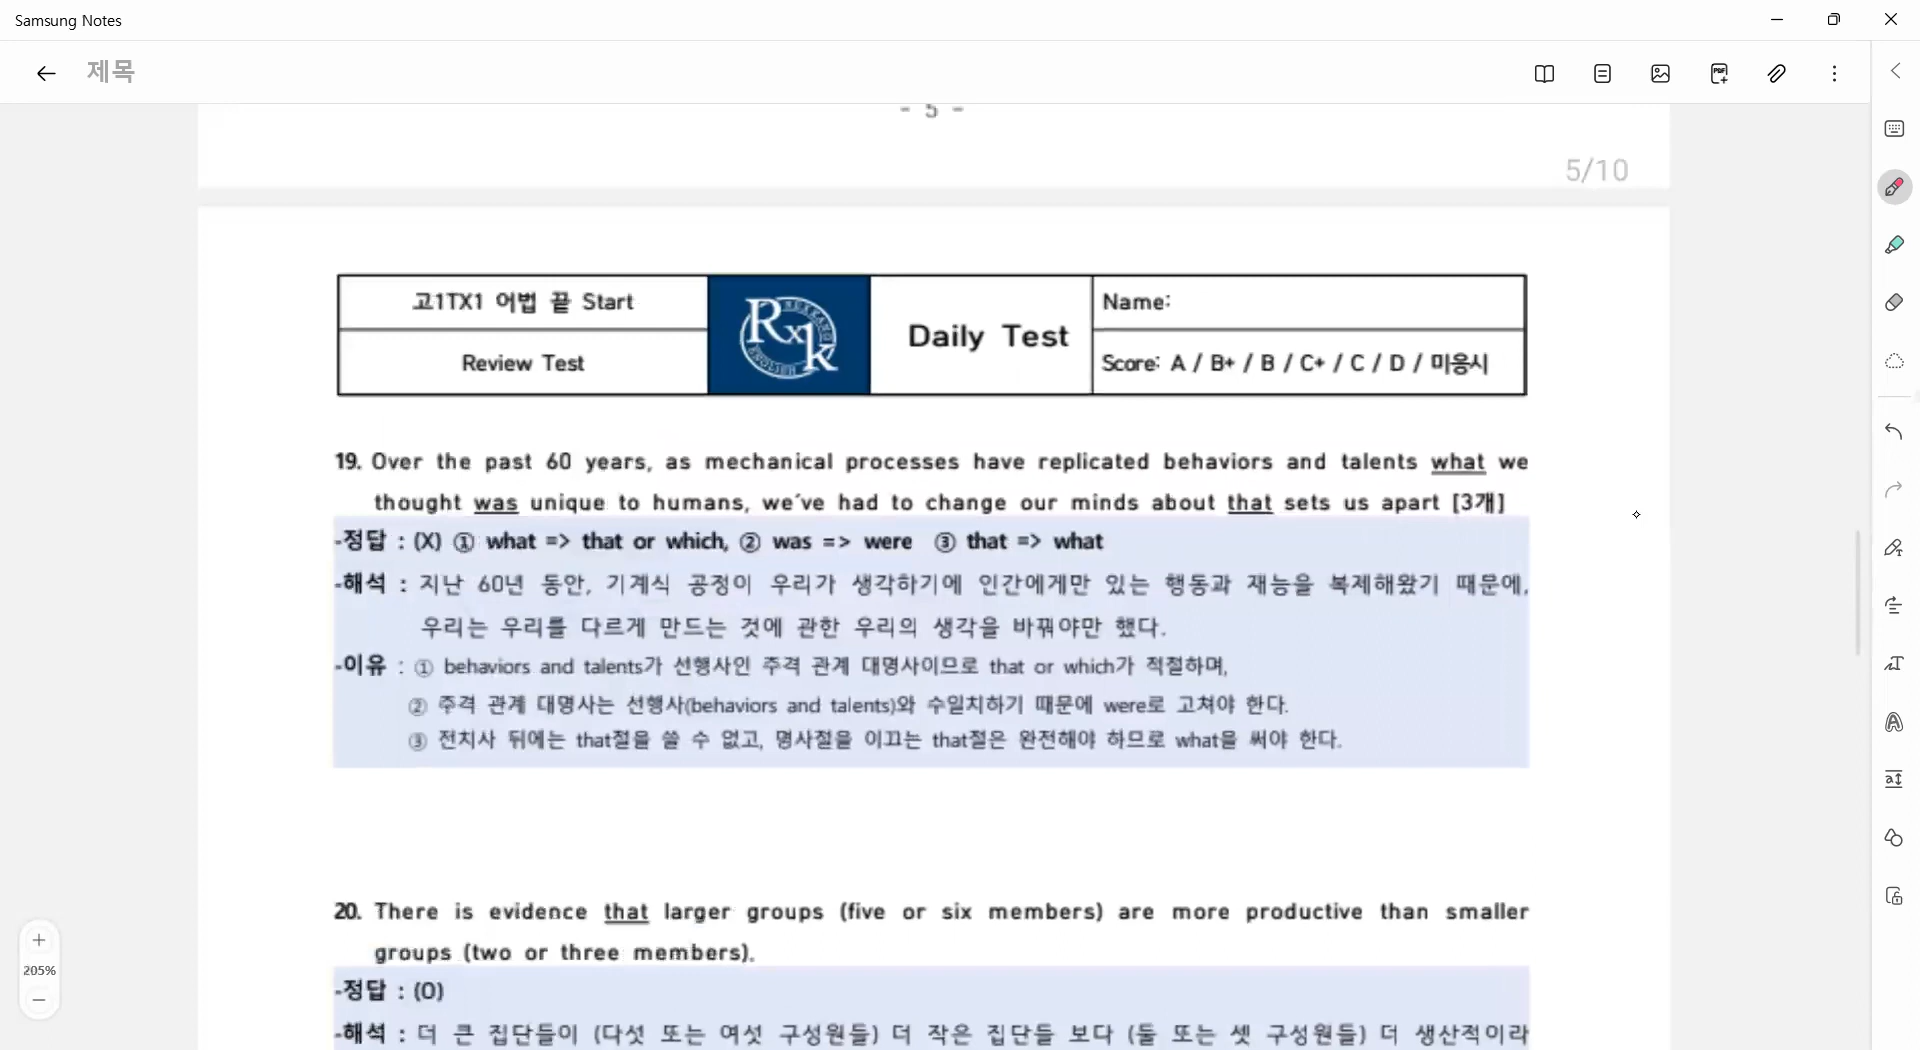 Samsung Notes
제목
- 5 -
5/10
고1TX1 어법 끝 Start
Review Test
RxK
ENGLISH
Daily Test
Name:
Score: A / B+ / B / C+ / C / D / 미응시
19. Over the past 60 years, as mechanical processes have replicated behaviors and talents what we
thought was unique to humans, we've had to change our minds about that sets us apart [3개]
-정답 : (X) ① what => that or which, ② was => were ③ that => what
-해석 : 지난 60년 동안, 기계식 공정이 우리가 생각하기에 인간에게만 있는 행동과 재능을 복제해왔기 때문에,
우리는 우리를 다르게 만드는 것에 관한 우리의 생각을 바꿔야만 했다.
-이유 : ① behaviors and talents가 선행사인 주격 관계 대명사이므로 that or which가 적절하며,
② 주격 관계 대명사는 선행사(behaviors and talents)와 수일치하기 때문에 were로 고쳐야 한다.
③ 전치사 뒤에는 that절을 쓸 수 없고, 명사절을 이끄는 that절은 완전해야 하므로 what을 써야 한다.
20. There is evidence that larger groups (five or six members) are more productive than smaller
groups (two or three members).
-정답 : (O)
-해석 : 더 큰 집단들이 (다섯 또는 여섯 구성원들) 더 작은 집단들 보다 (둘 또는 셋 구성원들) 더 생산적이라
205%